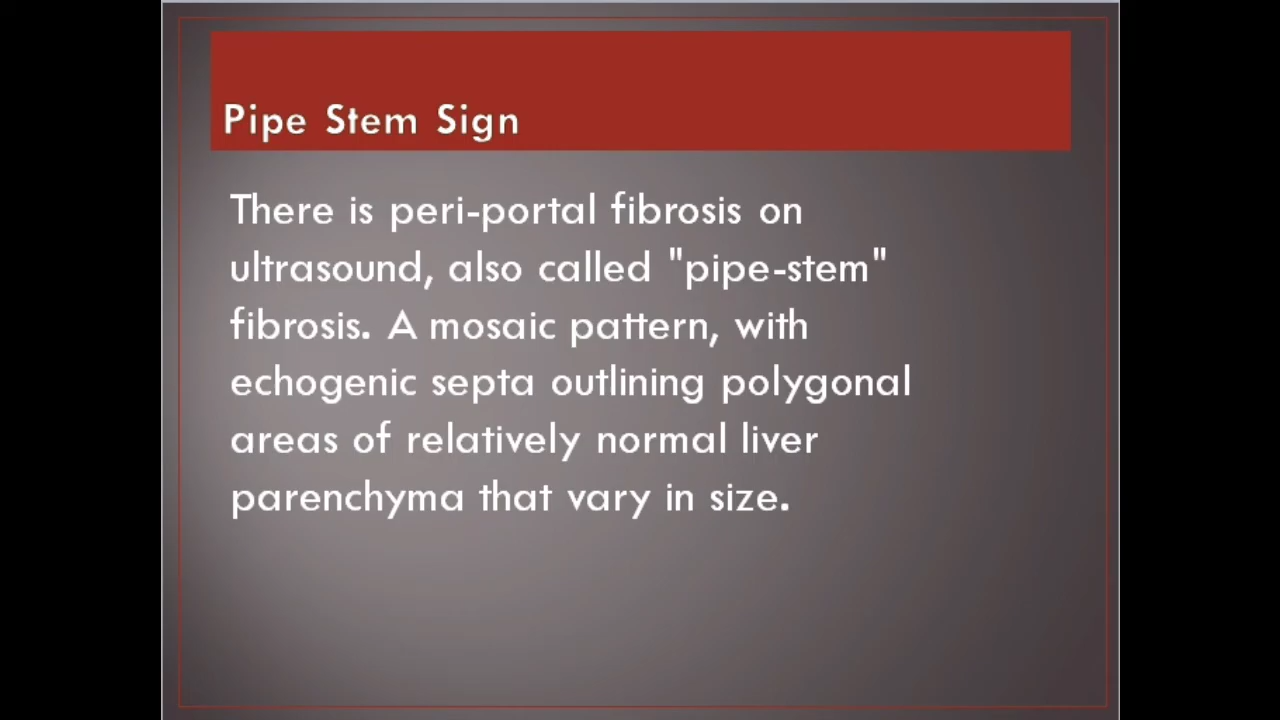 Pipe Stem Sign
There is peri-portal fibrosis on
ultrasound, also called "pipe-stem"
fibrosis. A mosaic pattern, with
echogenic septa outlining polygonal
areas of relatively normal liver
parenchyma that vary in size.